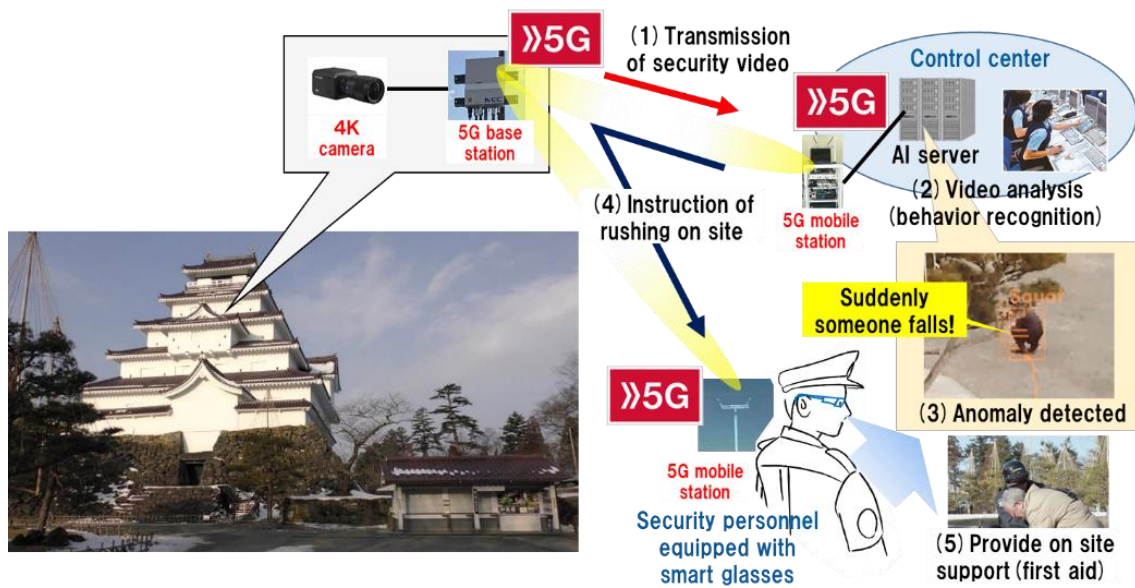 »5G
(1) Transmission
of security video
4K
camera
NEC
5G base
station
Control center
»5G
AI server
5G mobile
station
(2) Video analysis
(behavior recognition)
(4) Instruction of
rushing on site
Suddenly
someone falls!
Squat
(3) Anomaly detected
»5G
5G mobile
station
Security personnel
equipped with
smart glasses
(5) Provide on site
support (first aid)